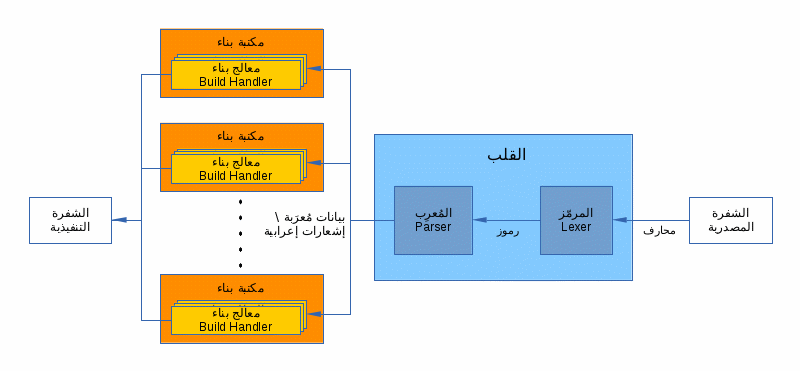 الشفرة
المصدرية
محارف
القلب
المرمّز
Lexer
رموز
المُعرِب
Parser
بيانات مُعرَبة \
إشعارات إعرابية
مكتبة بناء
معالج بناء
Build Handler
مكتبة بناء
معالج بناء
Build Handler
مكتبة بناء
معالج بناء
Build Handler
الشفرة
التنفيذية